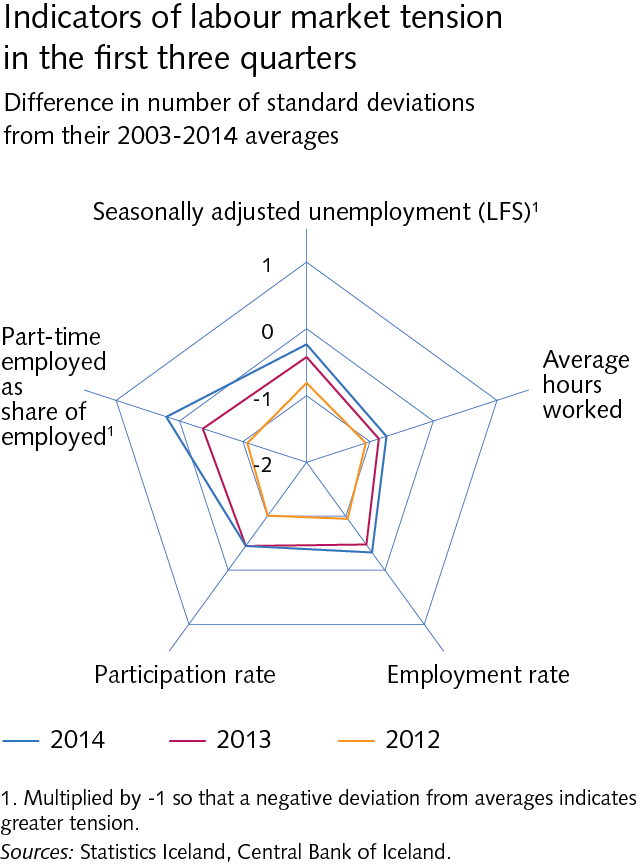 Indicators of labour market tension
in the first three quarters
Difference in number of standard deviations
from their 2003-2014 averages
Seasonally adjusted unemployment (LFS)1
1
0
-1
-2
Part-time
employed
as
share of
employed1
Average
hours
worked
Participation rate
Employment rate
2014
2013
2012
1. Multiplied by -1 so that a negative deviation from averages indicates
greater tension.
Sources: Statistics Iceland, Central Bank of Iceland.